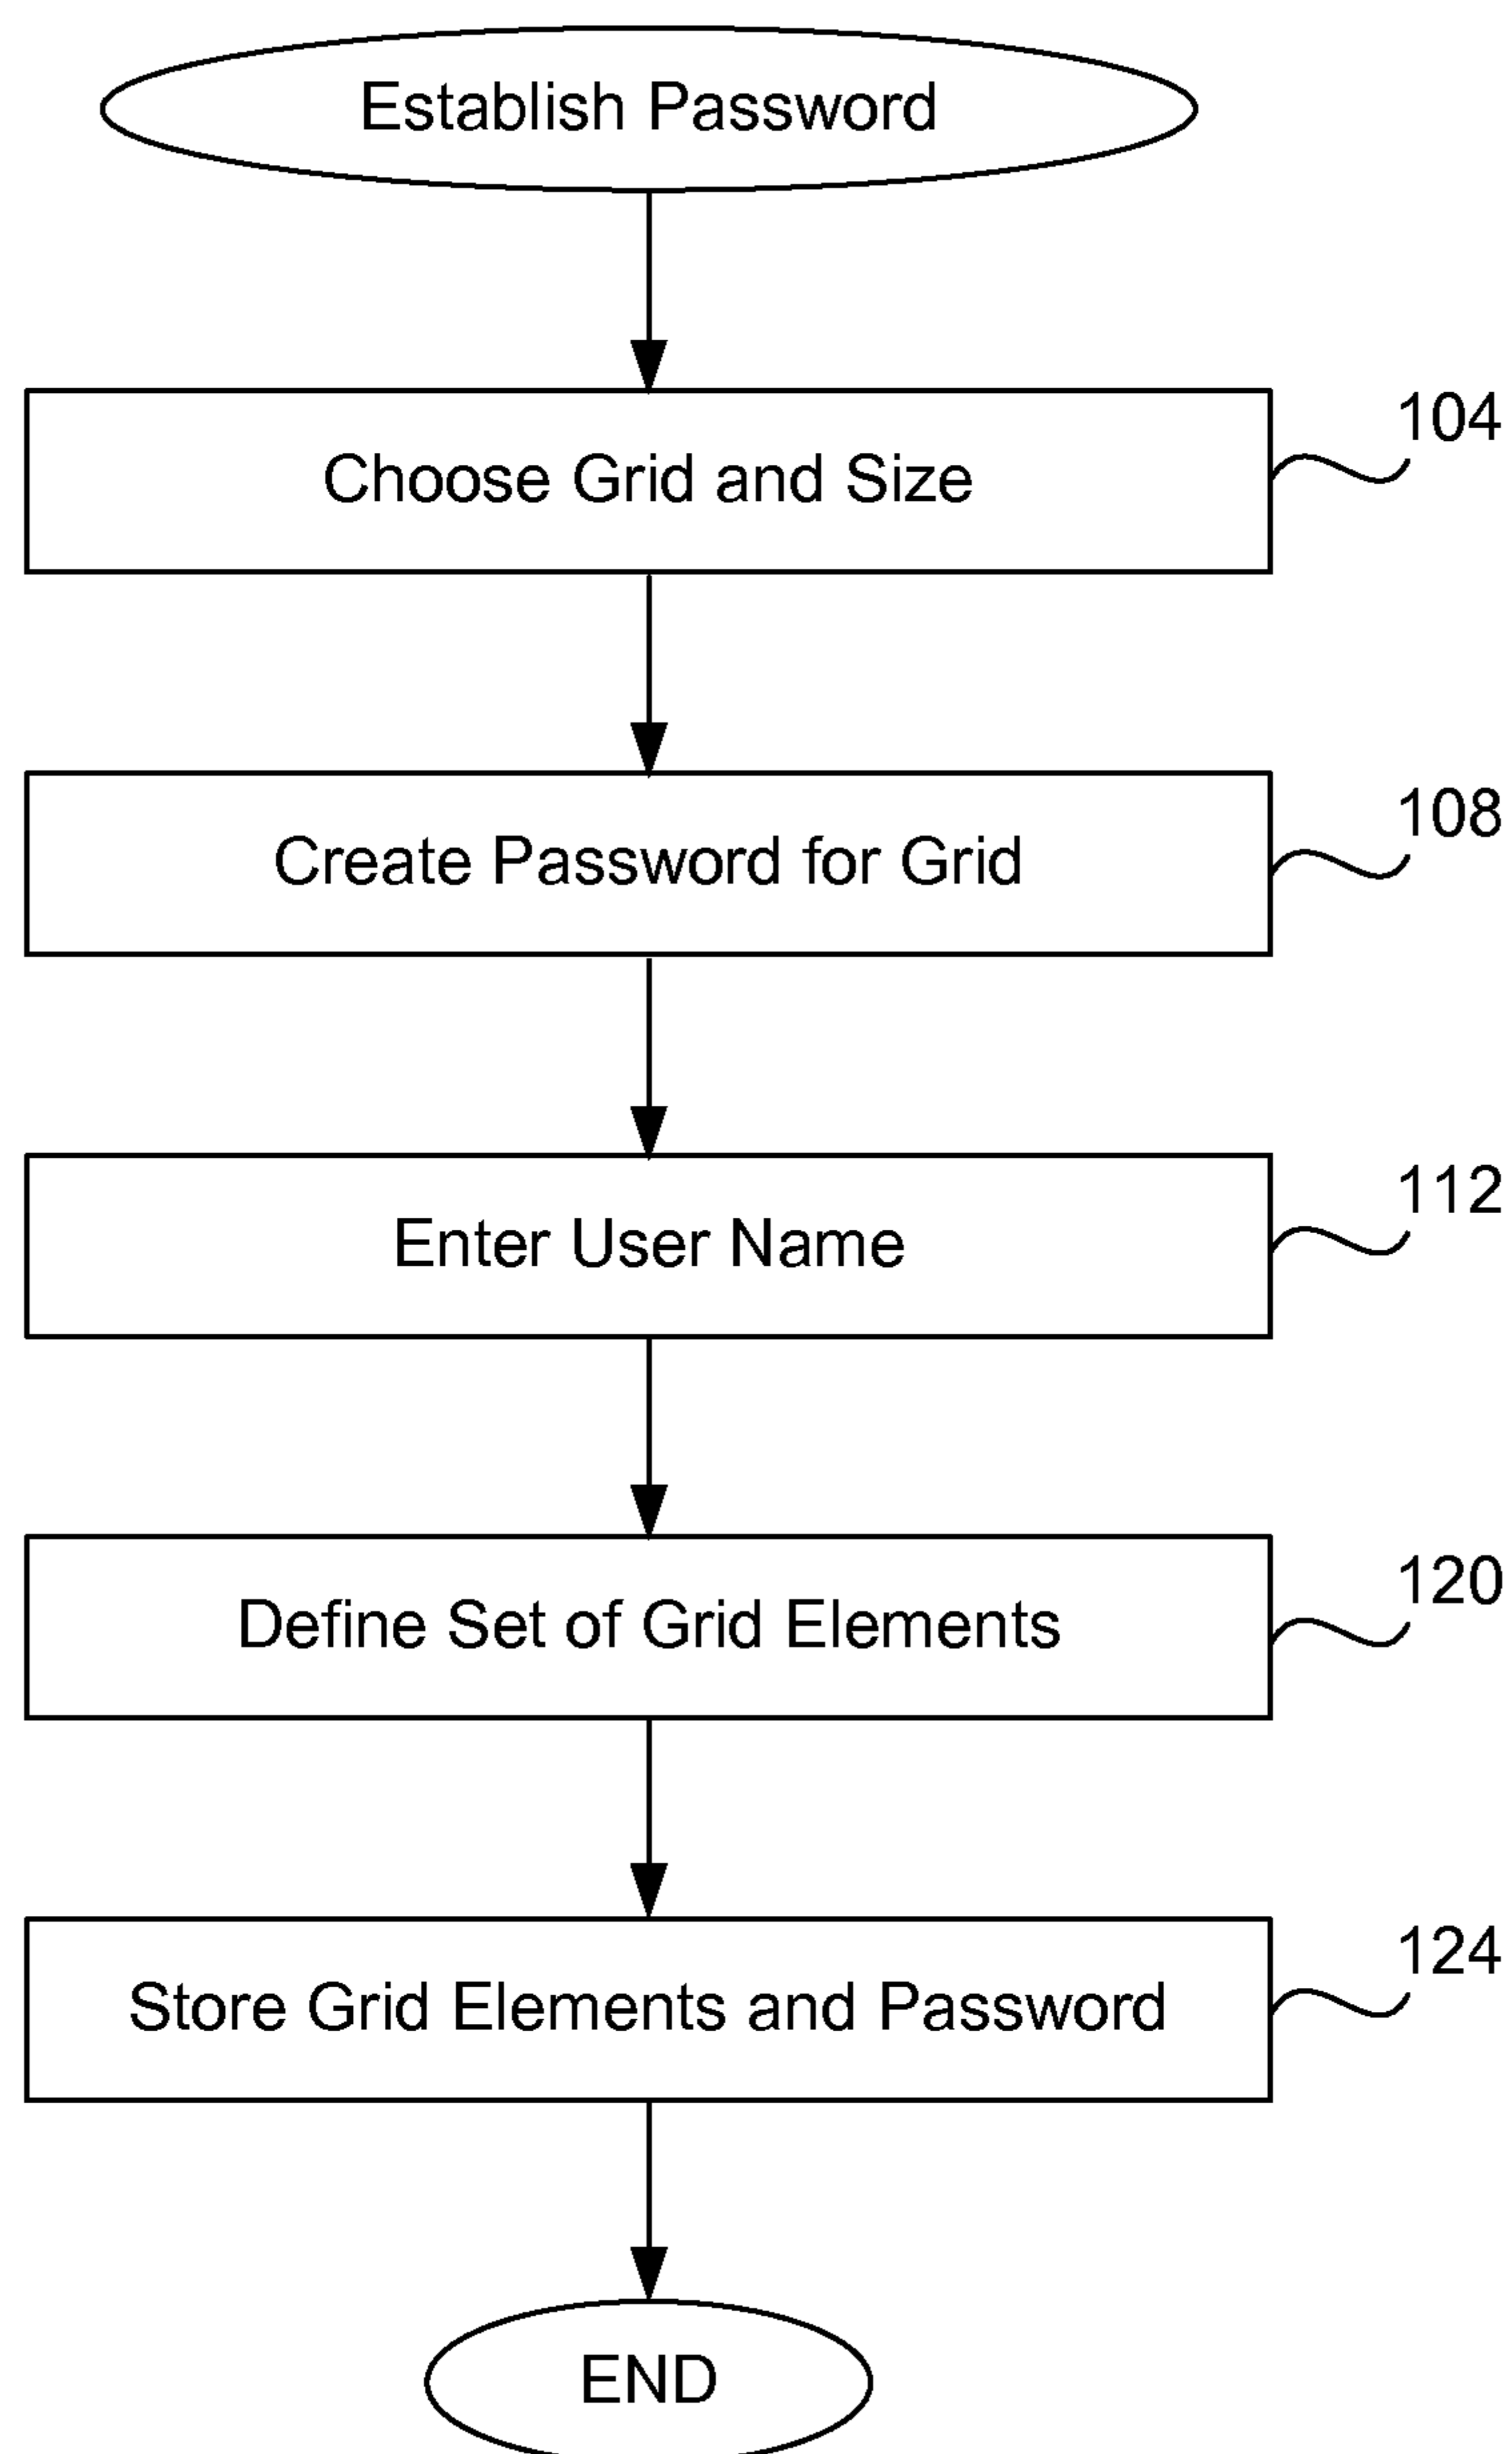 Establish Password
Choose Grid and Size
104
Create Password for Grid
108
Enter User Name
112
Define Set of Grid Elements
120
Store Grid Elements and Password
124
END